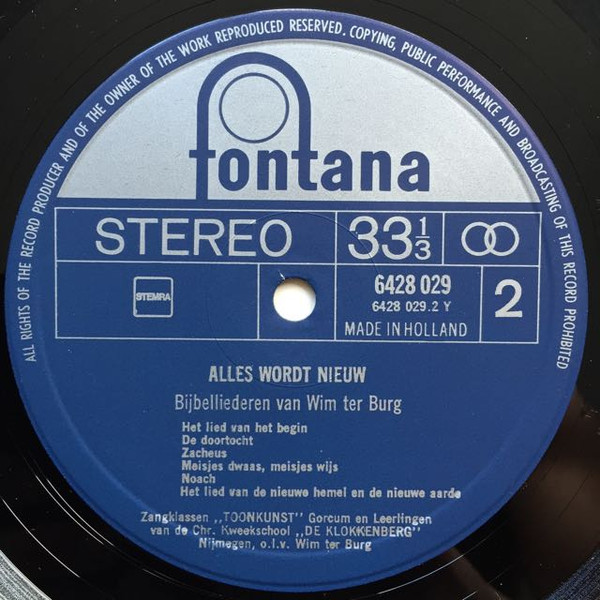 ALL RIGHTS OF THE RECORD PRODUCER AND OF THE OWNER OF THE WORK REPRODUCED RESERVED. COPYING, PUBLIC PERFORMANCE AND BROADCASTING OF THIS RECORD PROHIBITED
fontana
STEREO
33 1/3
STEMRA
6428 029
6428 029.2 Y
MADE IN HOLLAND
2
ALLES WORDT NIEUW
Bijbelliederen van Wim ter Burg
Het lied van het begin
De doortocht
Zacheus
Meisjes dwaas, meisjes wijs
Noach
Het lied van de nieuwe hemel en de nieuwe aarde
Zangklassen ,,TOONKUNST" Gorcum en Leerlingen
van de Chr. Kweekschool ,,DE KLOKKENBERG"
Nijmegen, o.l.v. Wim ter Burg